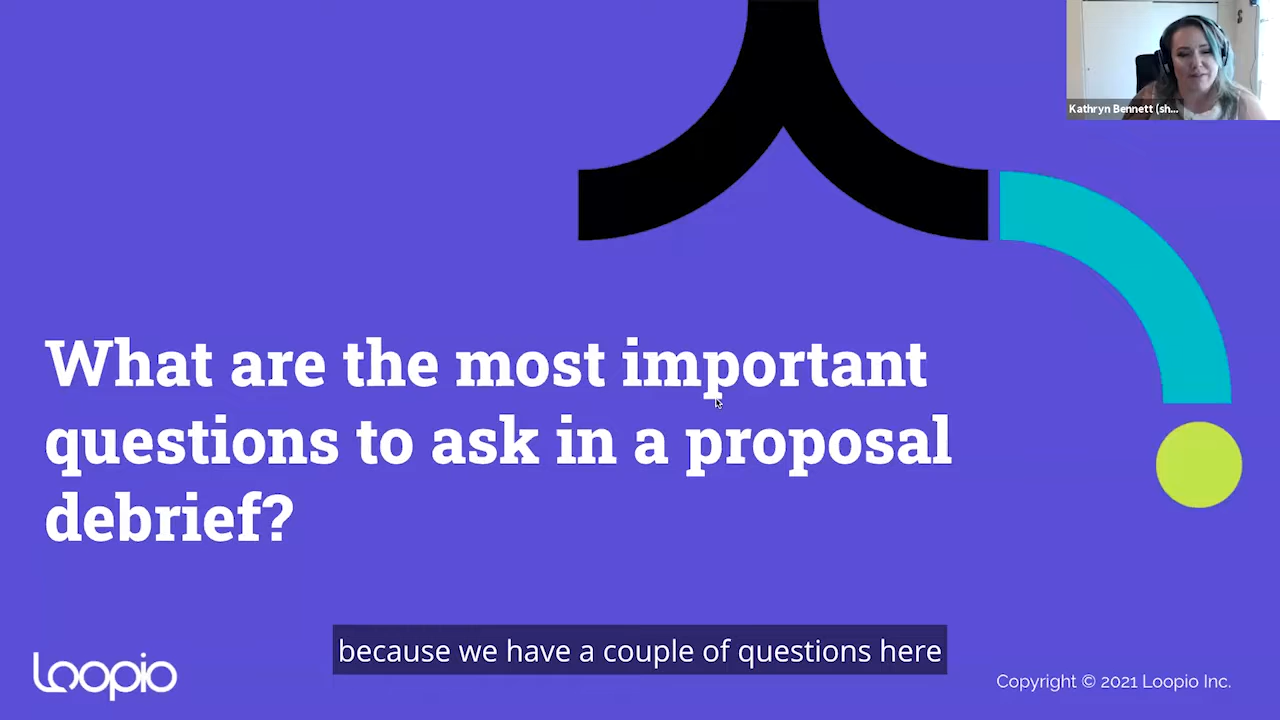 Kathryn Bennett (sh...
What are the most important
questions to ask in a proposal
debrief?
because we have a couple of questions here
Loopio
Copyright © 2021 Loopio Inc.